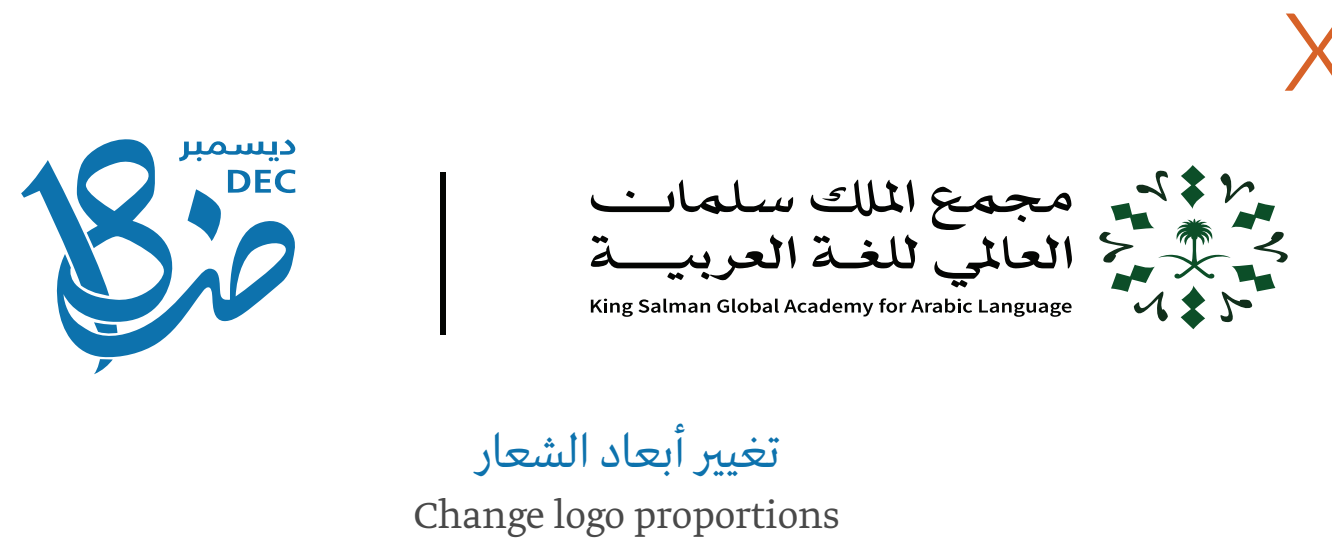 مجمع الملك سلمان
العالمي للغة العربية
King Salman Global Academy for Arabic Language
ديسمبر
DEC
18
ض
تغيير أبعاد الشعار
Change logo proportions